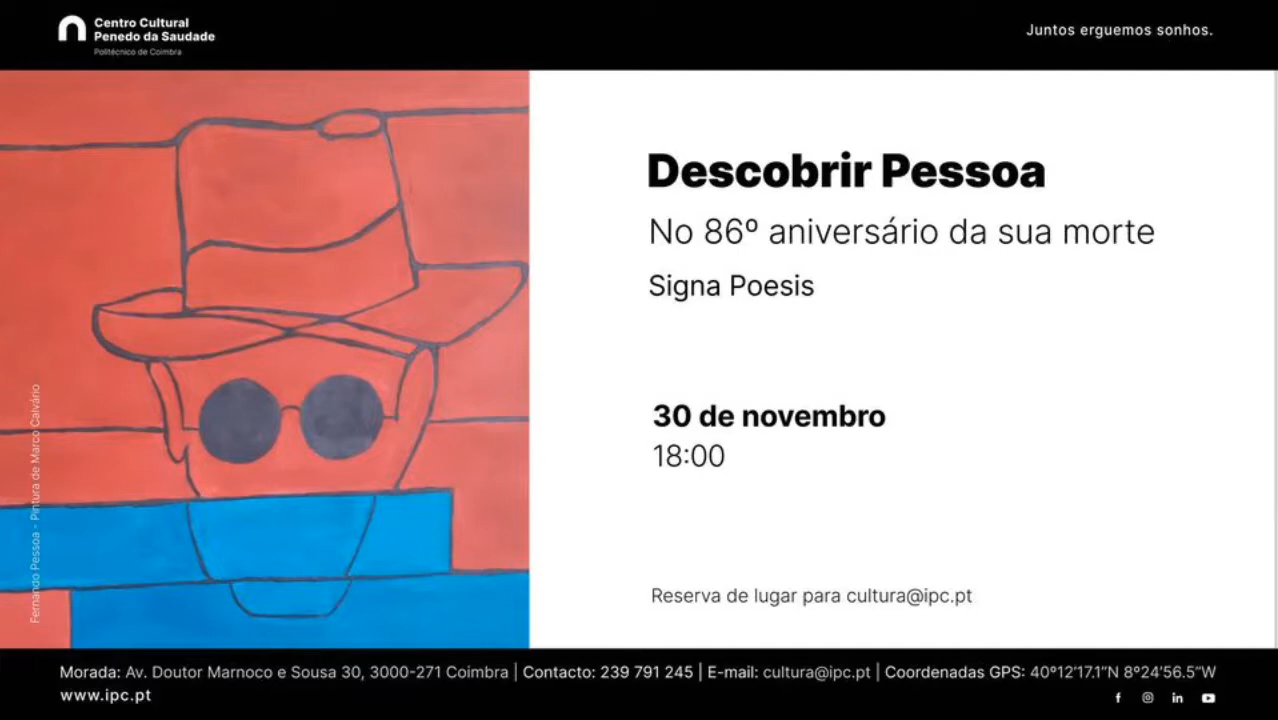 Centro Cultural
Penedo da Saudade
Politécnico de Coimbra
Juntos erguemos sonhos.
Descobrir Pessoa
No 86º aniversário da sua morte
Signa Poesis
30 de novembro
18:00
Reserva de lugar para cultura@ipc.pt
Fernando Pessoa - Pintura de Marco Calvário
Morada: Av. Doutor Marnoco e Sousa 30, 3000-271 Coimbra | Contacto: 239 791 245 | E-mail: cultura@ipc.pt | Coordenadas GPS: 40º12'17.1”N 8º24’56.5”W
www.ipc.pt